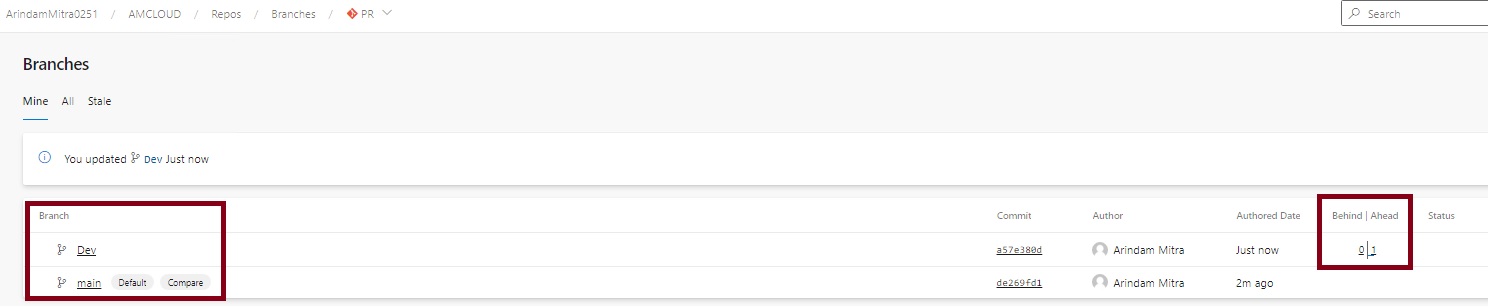 ArindamMitra0251 / AMCLOUD / Repos / Branches / PR
Search
Branches
Mine All Stale
You updated Dev Just now
Branch Commit Author Authored Date Behind | Ahead Status
Dev a57e380d Arindam Mitra Just now 0 | 1
main Default Compare de269fd1 Arindam Mitra 2m ago